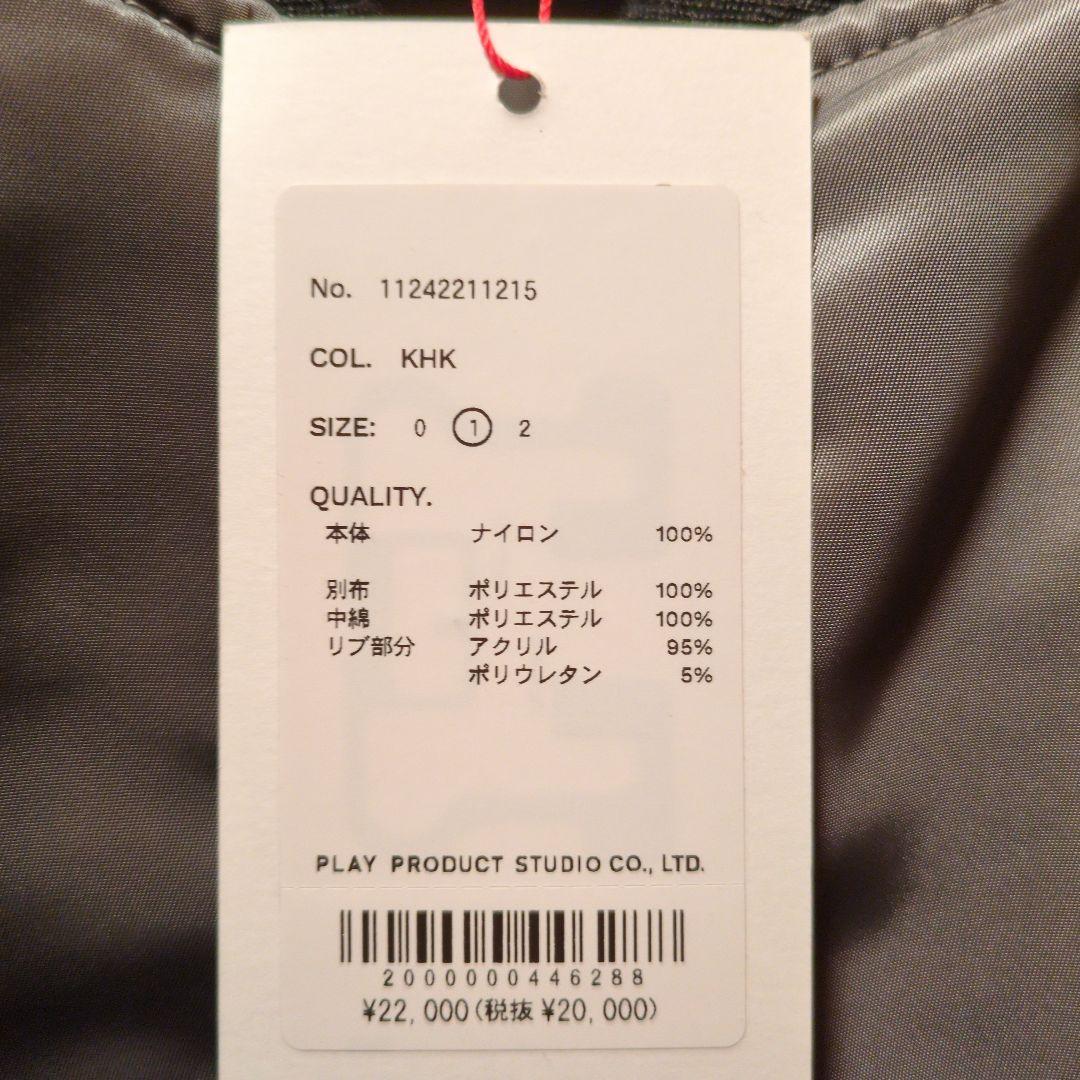 No. 11242211215
COL. KHK
SIZE: 0 1 2
QUALITY.
本体 ナイロン 100%
別布 ポリエステル 100%
中綿 ポリエステル 100%
リブ部分 アクリル 95%
ポリウレタン 5%
PLAY PRODUCT STUDIO CO., LTD.
2000000446288
¥22,000(税抜 ¥20,000)